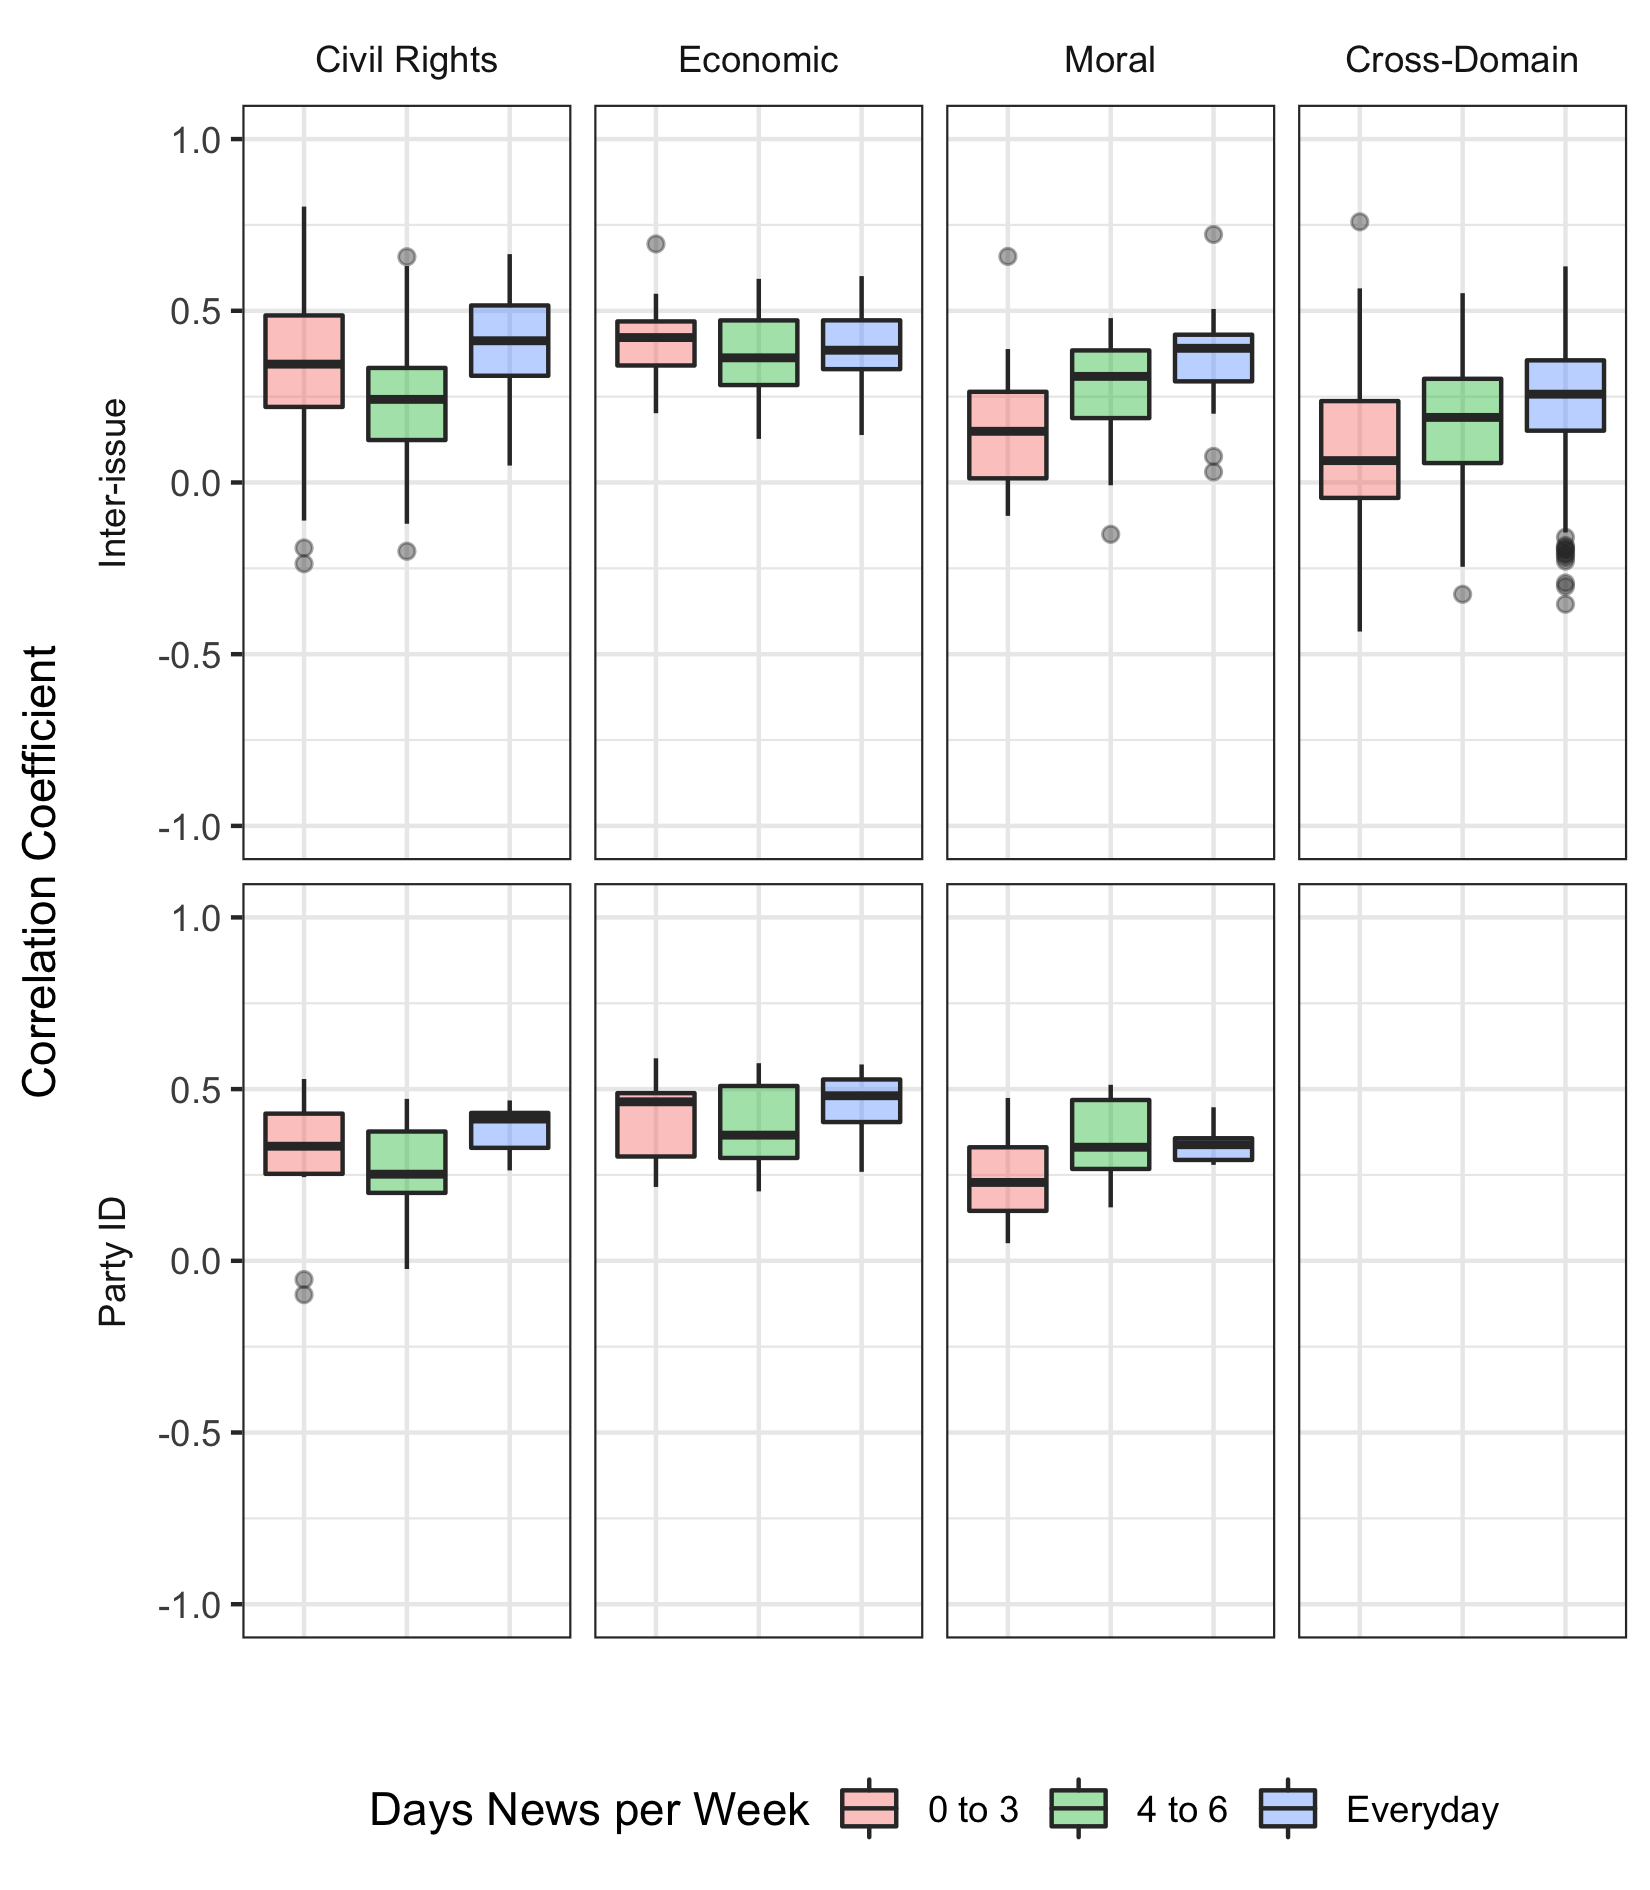 Civil Rights Economic Moral Cross-Domain
Correlation Coefficient
Inter-issue
1.0
0.5
0.0
-0.5
-1.0
Party ID
1.0
0.5
0.0
-0.5
-1.0
Days News per Week 0 to 3 4 to 6 Everyday